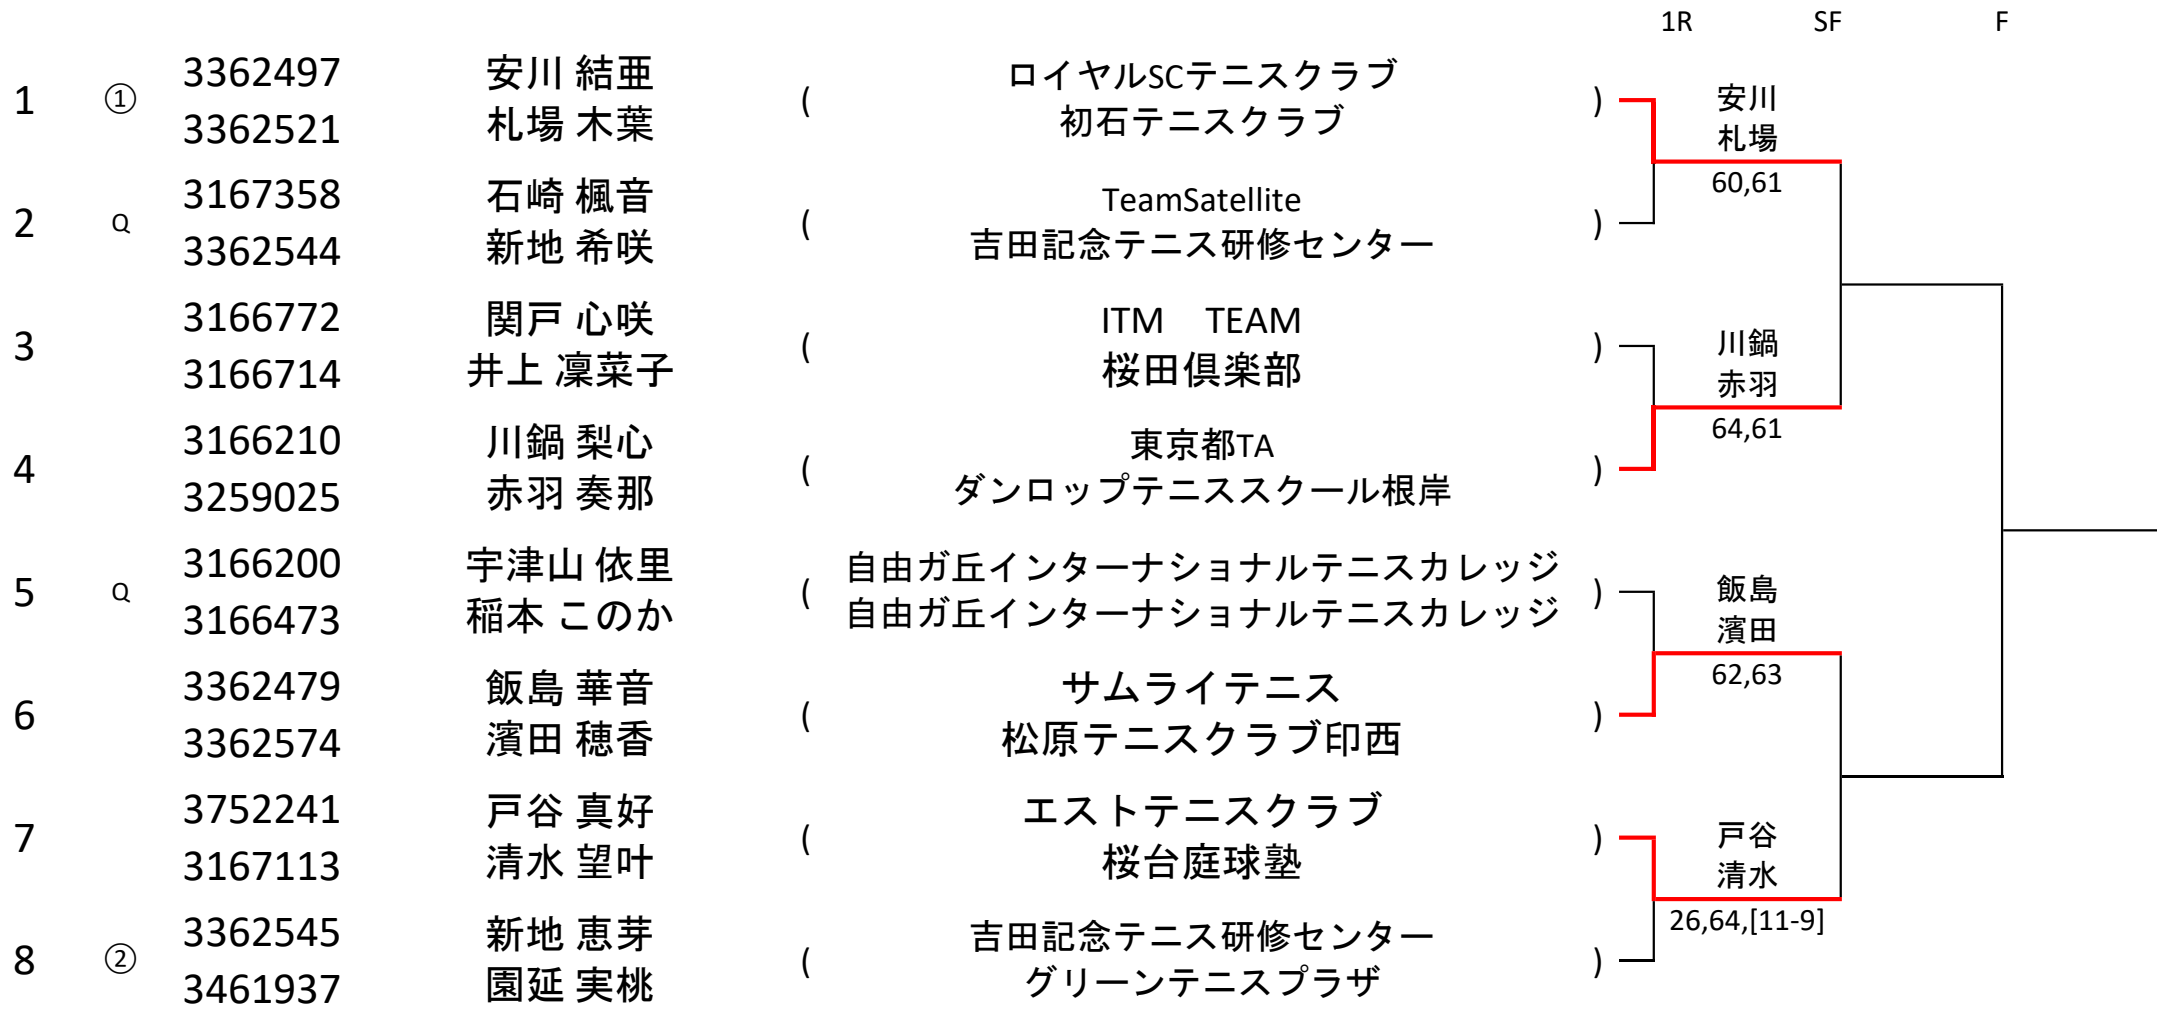 1R SF F
1 ① 3362497 安川 結亜 ( ロイヤルSCテニスクラブ )
3362521 札場 木葉 初石テニスクラブ
安川
札場
60,61
2 Q 3167358 石崎 楓音 ( TeamSatellite )
3362544 新地 希咲 吉田記念テニス研修センター
3 3166772 関戸 心咲 ( ITM TEAM )
3166714 井上 凜菜子 桜田倶楽部
川鍋
赤羽
64,61
4 3166210 川鍋 梨心 ( 東京都TA )
3259025 赤羽 奏那 ダンロップテニススクール根岸
5 Q 3166200 宇津山 依里 ( 自由ガ丘インターナショナルテニスカレッジ )
3166473 稲本 このか 自由ガ丘インターナショナルテニスカレッジ
飯島
濱田
62,63
6 3362479 飯島 華音 ( サムライテニス )
3362574 濱田 穂香 松原テニスクラブ印西
7 3752241 戸谷 真好 ( エストテニスクラブ )
3167113 清水 望叶 桜台庭球塾
戸谷
清水
26,64,[11-9]
8 ② 3362545 新地 恵芽 ( 吉田記念テニス研修センター )
3461937 園延 実桃 グリーンテニスプラザ